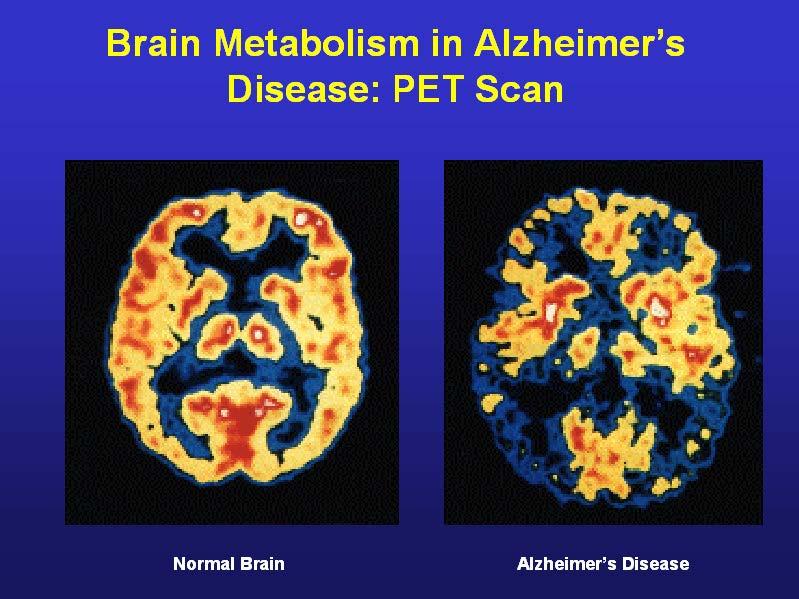 Brain Metabolism in Alzheimer’s
Disease: PET Scan
Normal Brain
Alzheimer’s Disease